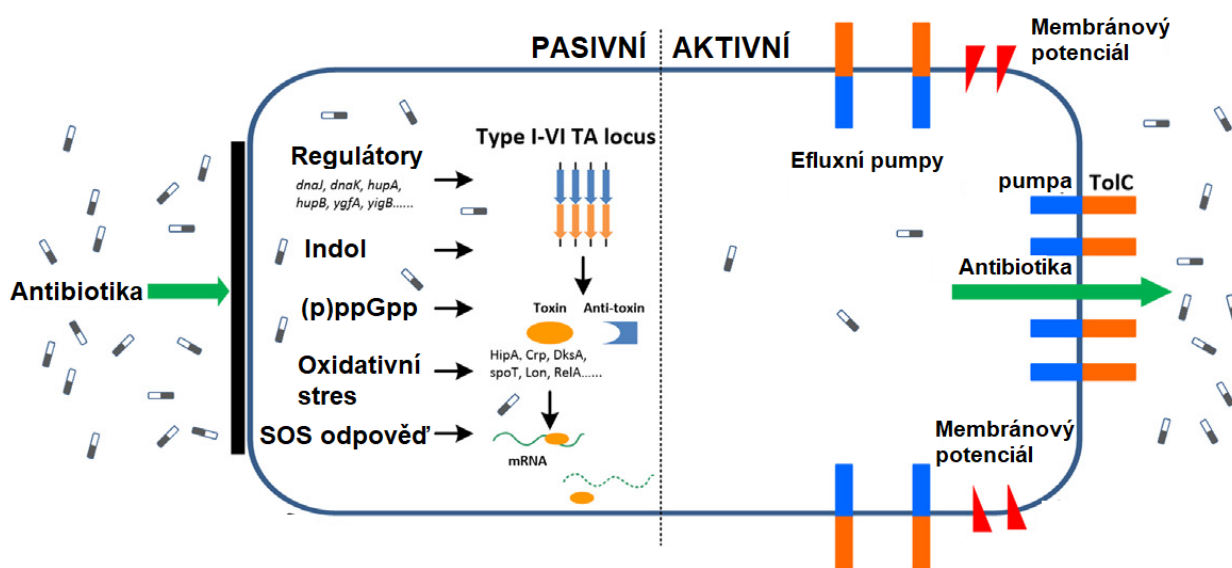 PASIVNÍ
AKTIVNÍ
Membránový
potenciál
Type I-VI TA locus
Regulátory
dnaJ, dnaK, hupA,
hupB, ygfA, yigB......
Indol
(p)ppGpp
Oxidativní
stres
SOS odpověď
Antibiotika
Toxin
Anti-toxin
HipA, Crp, DksA,
spoT, Lon, RelA......
mRNA
Efluxní pumpy
pumpa
TolC
Antibiotika
Membránový
potenciál